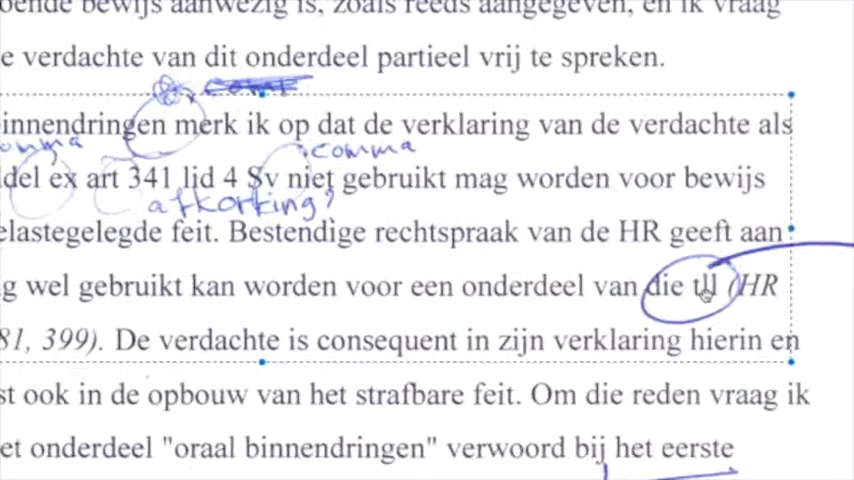 oende bewijs aanwezig is, zoals reeds aangegeven, en ik vraag
e verdachte van dit onderdeel partieel vrij te spreken.
innendringen merk ik op dat de verklaring van de verdachte als
comma
del ex art 341 lid 4 Sv niet gebruikt mag worden voor bewijs
afkorking?
elastegelegde feit. Bestendige rechtspraak van de HR geeft aan
g wel gebruikt kan worden voor een onderdeel van die tll (HR
81, 399). De verdachte is consequent in zijn verklaring hierin en
st ook in de opbouw van het strafbare feit. Om die reden vraag ik
et onderdeel "oraal binnendringen" verwoord bij het eerste